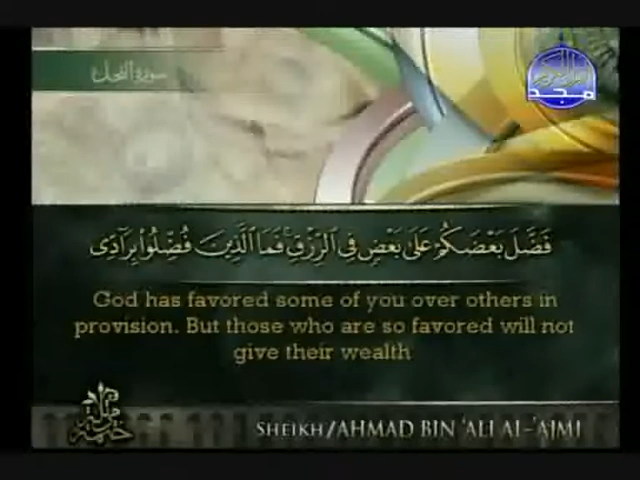 سورة النحل
مجد
فَضَّلَ بَعْضَكُمْ عَلَىٰ بَعْضٍ فِي الرِّزْقِ ۚ فَمَا الَّذِينَ فُضِّلُوا بِرَادِّي
God has favored some of you over others in
provision. But those who are so favored will not
give their wealth
SHEIKH/AHMAD BIN 'ALI AL-'AJMI